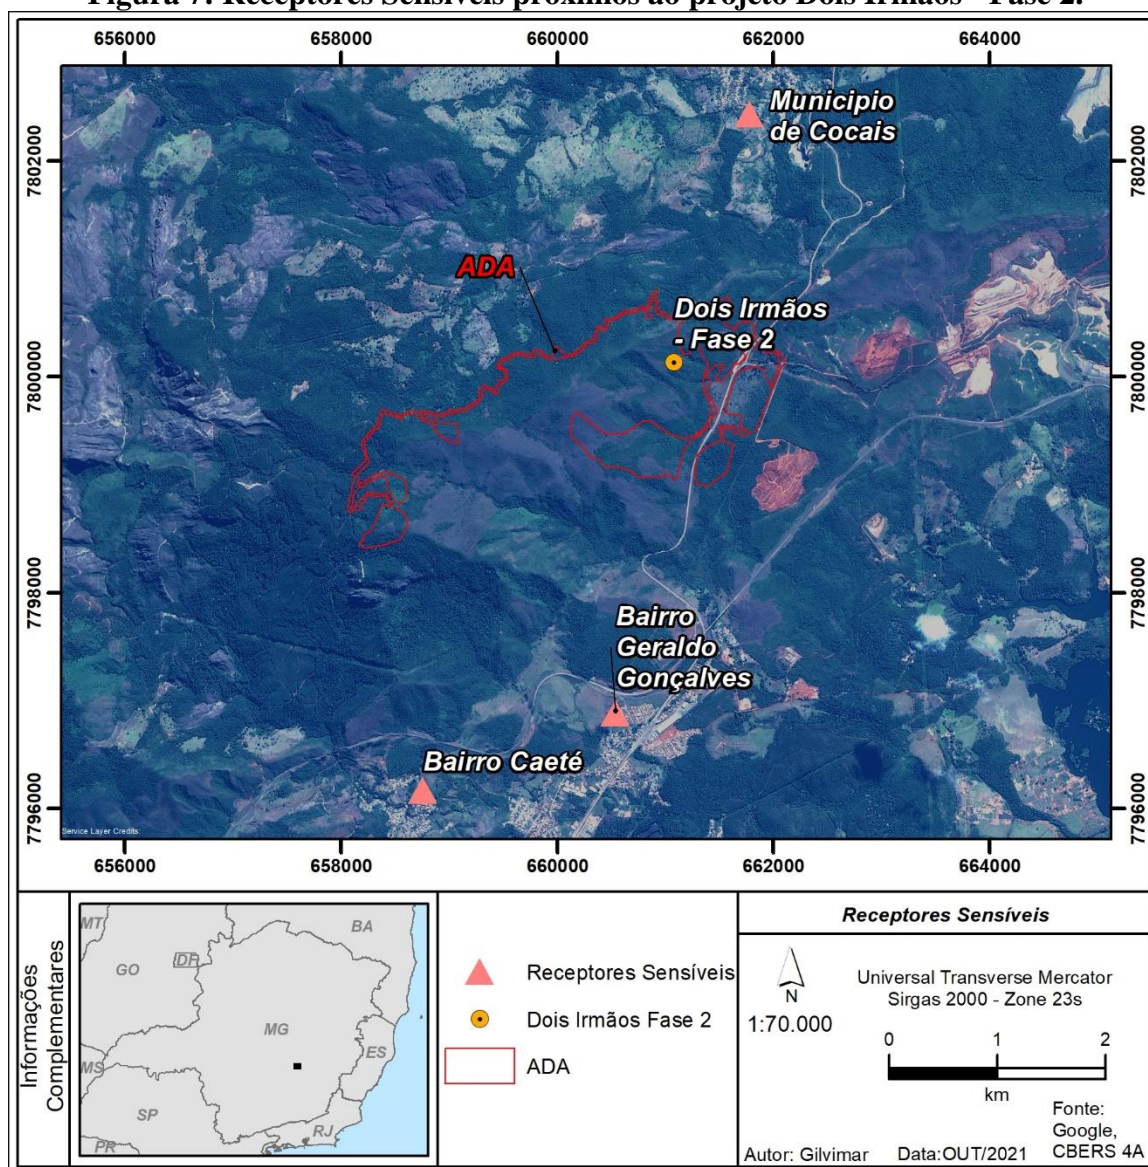 Figura 7: Receptores Sensíveis próximos ao projeto Dois Irmãos - Fase 2.
656000
658000
660000
662000
664000
7802000
7800000
7798000
7796000
7802000
7800000
7798000
7796000
Municipio
de Cocais
ADA
Dois Irmãos
- Fase 2
Bairro
Geraldo
Gonçalves
Bairro Caeté
Service Layer Credits:
656000
658000
660000
662000
664000
Informações
Complementares
MT
GO
DF
BA
MG
ES
MS
SP
RJ
PR
Receptores Sensíveis
Dois Irmãos Fase 2
ADA
Receptores Sensíveis
N
1:70.000
Universal Transverse Mercator
Sirgas 2000 - Zone 23s
0
1
2
km
Fonte:
Google,
CBERS 4A
Autor: Gilvimar
Data:OUT/2021